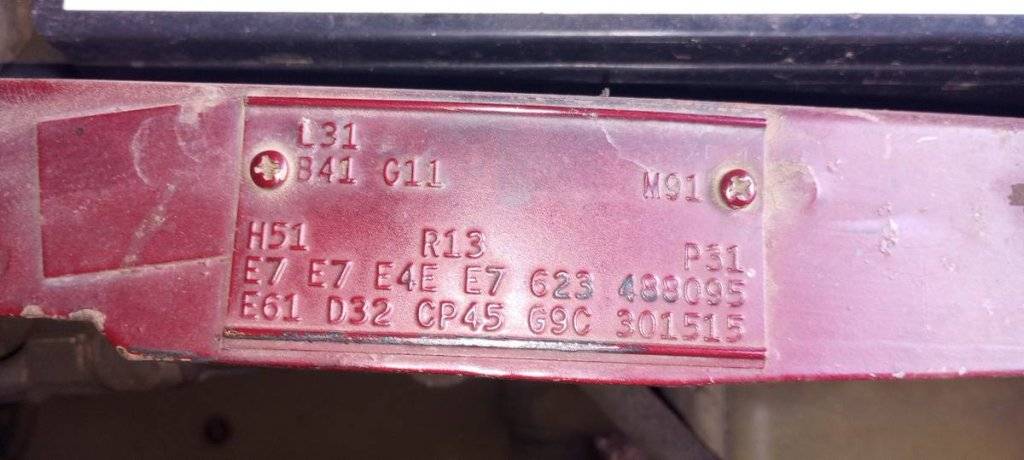 L31
B41 G11 M91
H51 R13 P31
E7 E7 E4E E7 623 488095
E61 D32 CP45 G9C 301515